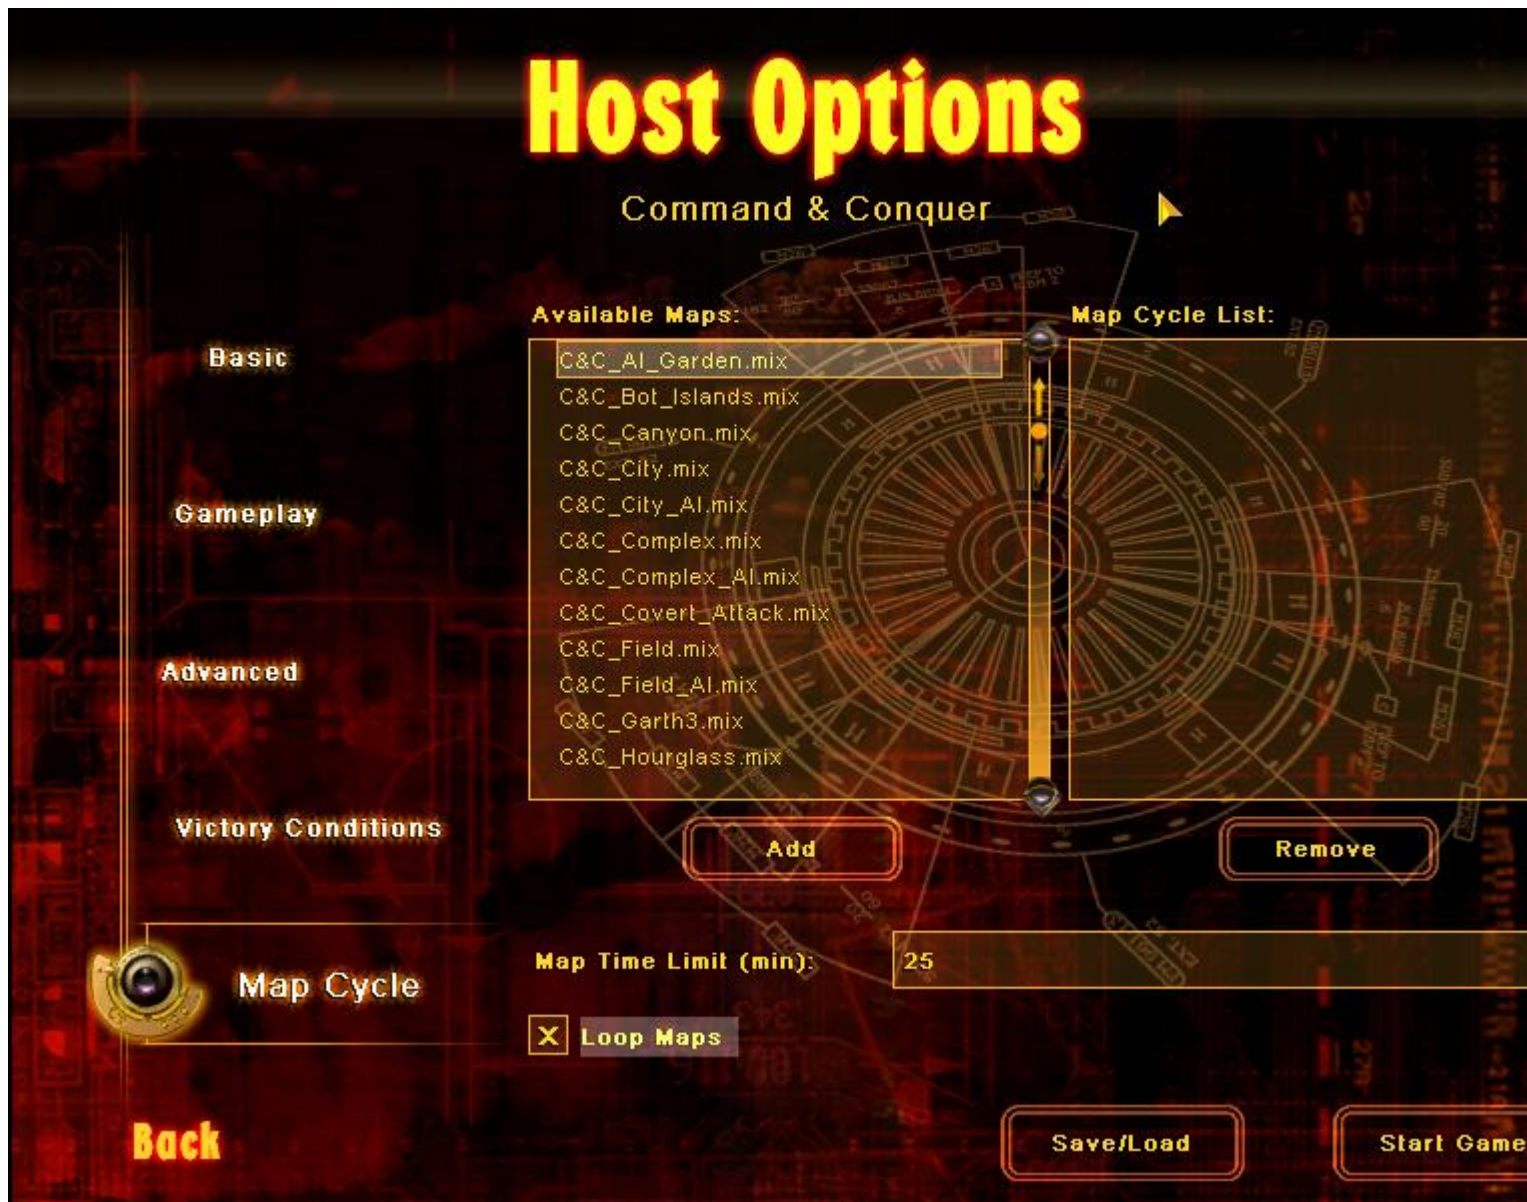 Host Options
Command & Conquer
Available Maps:
Map Cycle List:
Basic
C&C_AI_Garden.mix
C&C_Bot_Islands.mix
C&C_Canyon.mix
C&C_City.mix
C&C_City_AI.mix
Gameplay
C&C_Complex.mix
C&C_Complex_AI.mix
C&C_Covert_Attack.mix
C&C_Field.mix
Advanced
C&C_Field_AI.mix
C&C_Garth3.mix
C&C_Hourglass.mix
Victory Conditions
Add
Remove
Map Cycle
Map Time Limit (min):
25
X
Loop Maps
Back
Save/Load
Start Game